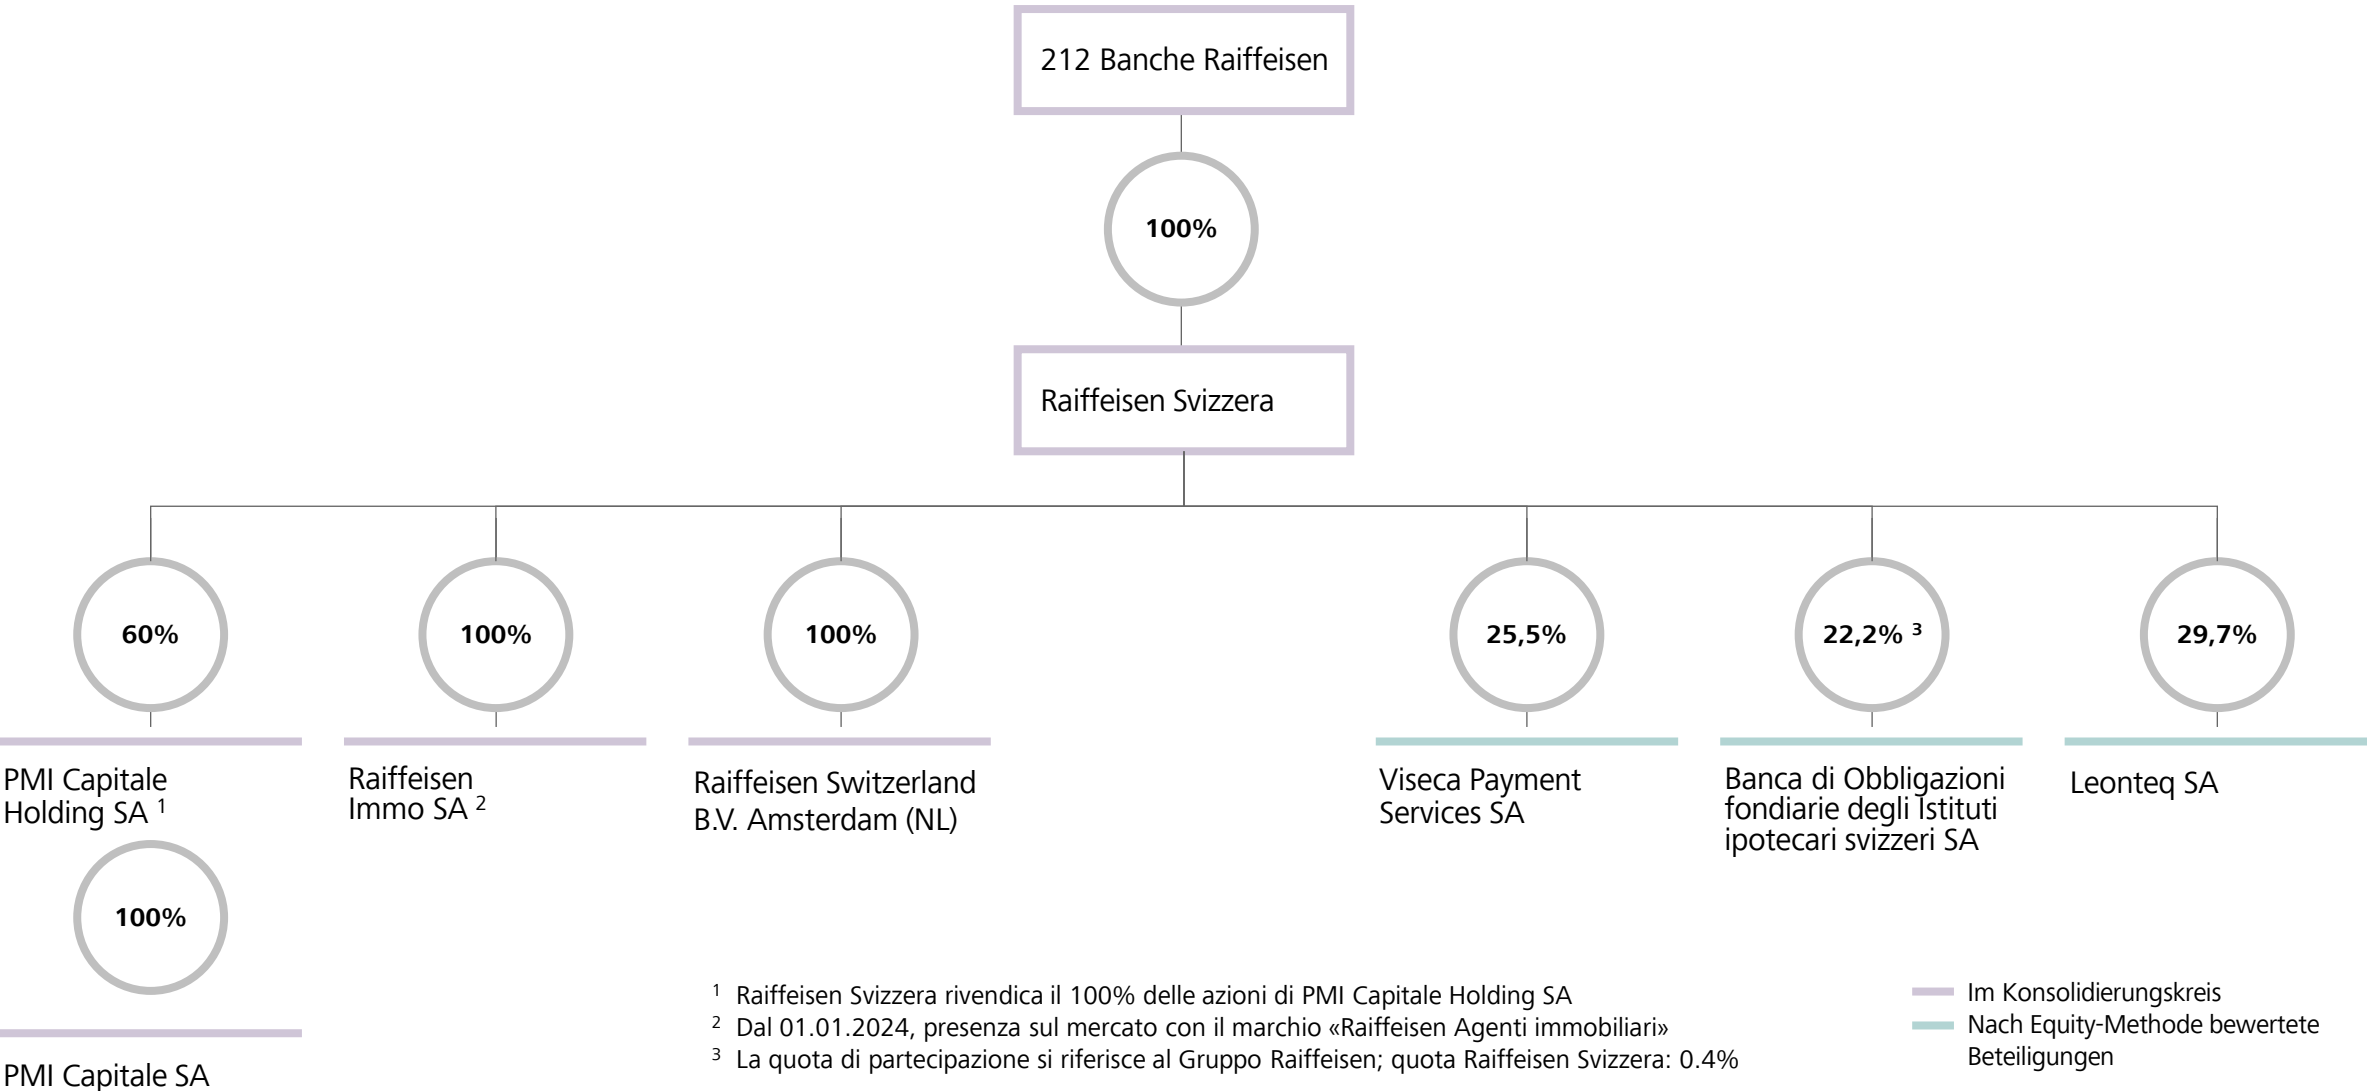 212 Banche Raiffeisen
100%
Raiffeisen Svizzera
60%
100%
100%
25,5%
22,2% ³
29,7%
PMI Capitale
Holding SA ¹
Raiffeisen
Immo SA ²
Raiffeisen Switzerland
B.V. Amsterdam (NL)
Viseca Payment
Services SA
Banca di Obbligazioni
fondiarie degli Istituti
ipotecari svizzeri SA
Leonteq SA
100%
PMI Capitale SA
¹ Raiffeisen Svizzera rivendica il 100% delle azioni di PMI Capitale Holding SA
² Dal 01.01.2024, presenza sul mercato con il marchio «Raiffeisen Agenti immobiliari»
³ La quota di partecipazione si riferisce al Gruppo Raiffeisen; quota Raiffeisen Svizzera: 0.4%
Im Konsolidierungskreis
Nach Equity-Methode bewertete
Beteiligungen